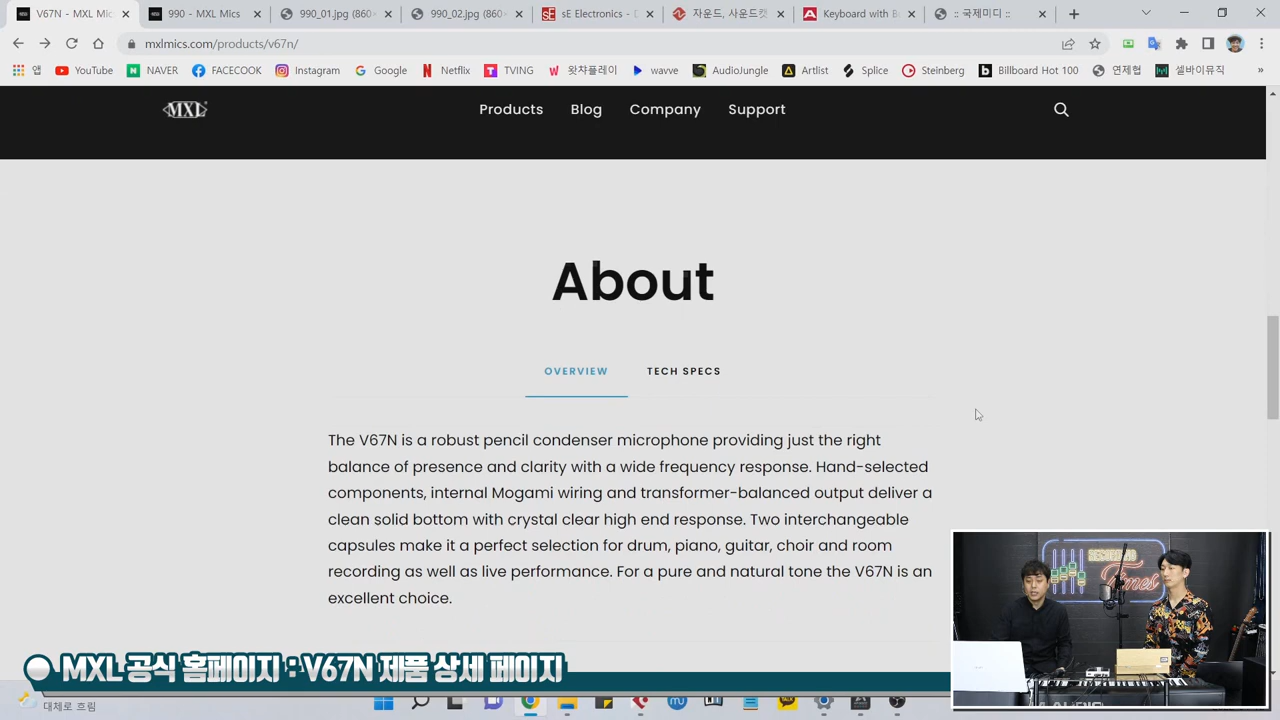 V67N - MXL Mic
990 - MXL Mics
990_01.jpg (860×
990_02.jpg (860×
sE Electronics - D
자운드, 사운드캣
Keyboard with B
:: 국제미디 ::
mxlmics.com/products/v67n/
앱
YouTube
NAVER
FACECOOK
Instagram
Google
Netflix
TVING
왓챠플레이
wavve
AudioJungle
Artlist
Splice
Steinberg
Billboard Hot 100
연제협
셀바이뮤직
MXL
Products
Blog
Company
Support
About
OVERVIEW
TECH SPECS
The V67N is a robust pencil condenser microphone providing just the right
balance of presence and clarity with a wide frequency response. Hand-selected
components, internal Mogami wiring and transformer-balanced output deliver a
clean solid bottom with crystal clear high end response. Two interchangeable
capsules make it a perfect selection for drum, piano, guitar, choir and room
recording as well as live performance. For a pure and natural tone the V67N is an
excellent choice.
MXL 공식 홈페이지 : V67N 제품 상세 페이지
대체로 흐림